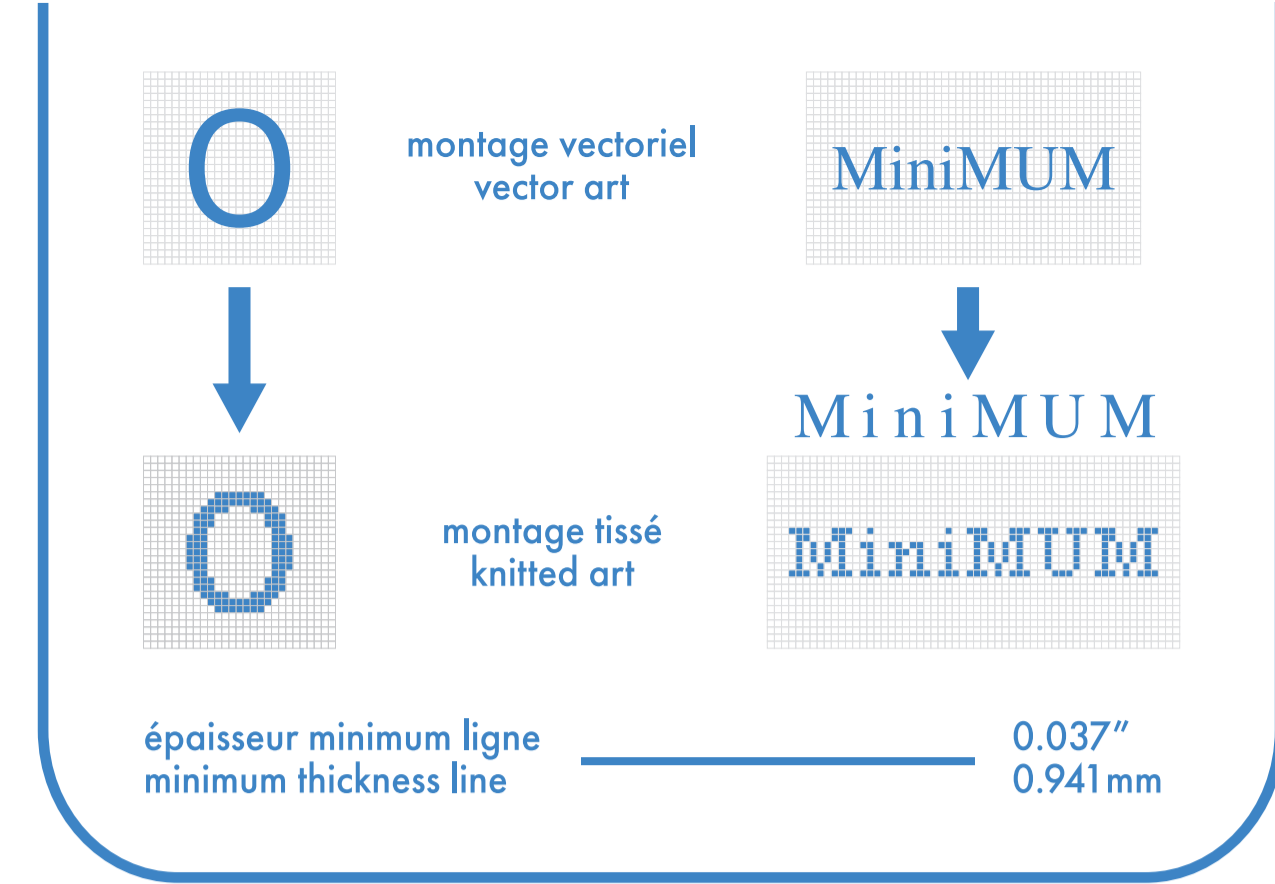 O
montage vectoriel
vector art
MiniMUM
MiniMUM
O
montage tissé
knitted art
MiniMUM
épaisseur minimum ligne
minimum thickness line
0.037″
0.941mm